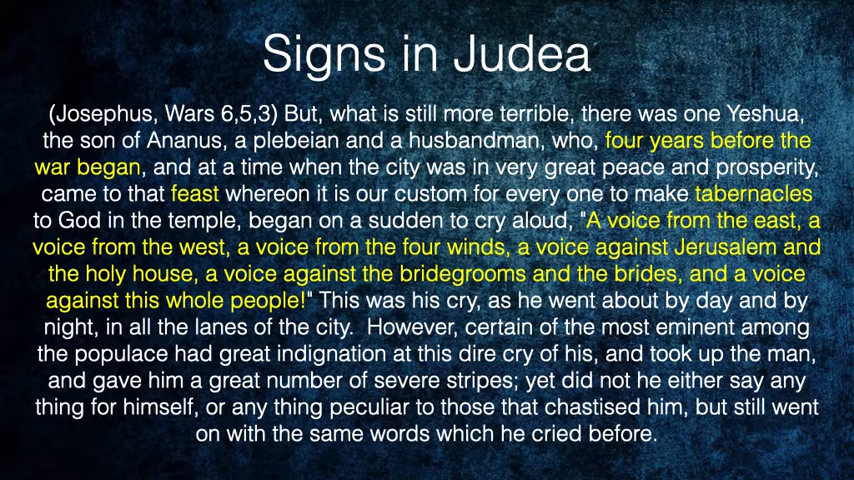 Signs in Judea
(Josephus, Wars 6,5,3) But, what is still more terrible, there was one Yeshua,
the son of Ananus, a plebeian and a husbandman, who, four years before the
war began, and at a time when the city was in very great peace and prosperity,
came to that feast whereon it is our custom for every one to make tabernacles
to God in the temple, began on a sudden to cry aloud, "A voice from the east, a
voice from the west, a voice from the four winds, a voice against Jerusalem and
the holy house, a voice against the bridegrooms and the brides, and a voice
against this whole people!" This was his cry, as he went about by day and by
night, in all the lanes of the city. However, certain of the most eminent among
the populace had great indignation at this dire cry of his, and took up the man,
and gave him a great number of severe stripes; yet did not he either say any
thing for himself, or any thing peculiar to those that chastised him, but still went
on with the same words which he cried before.